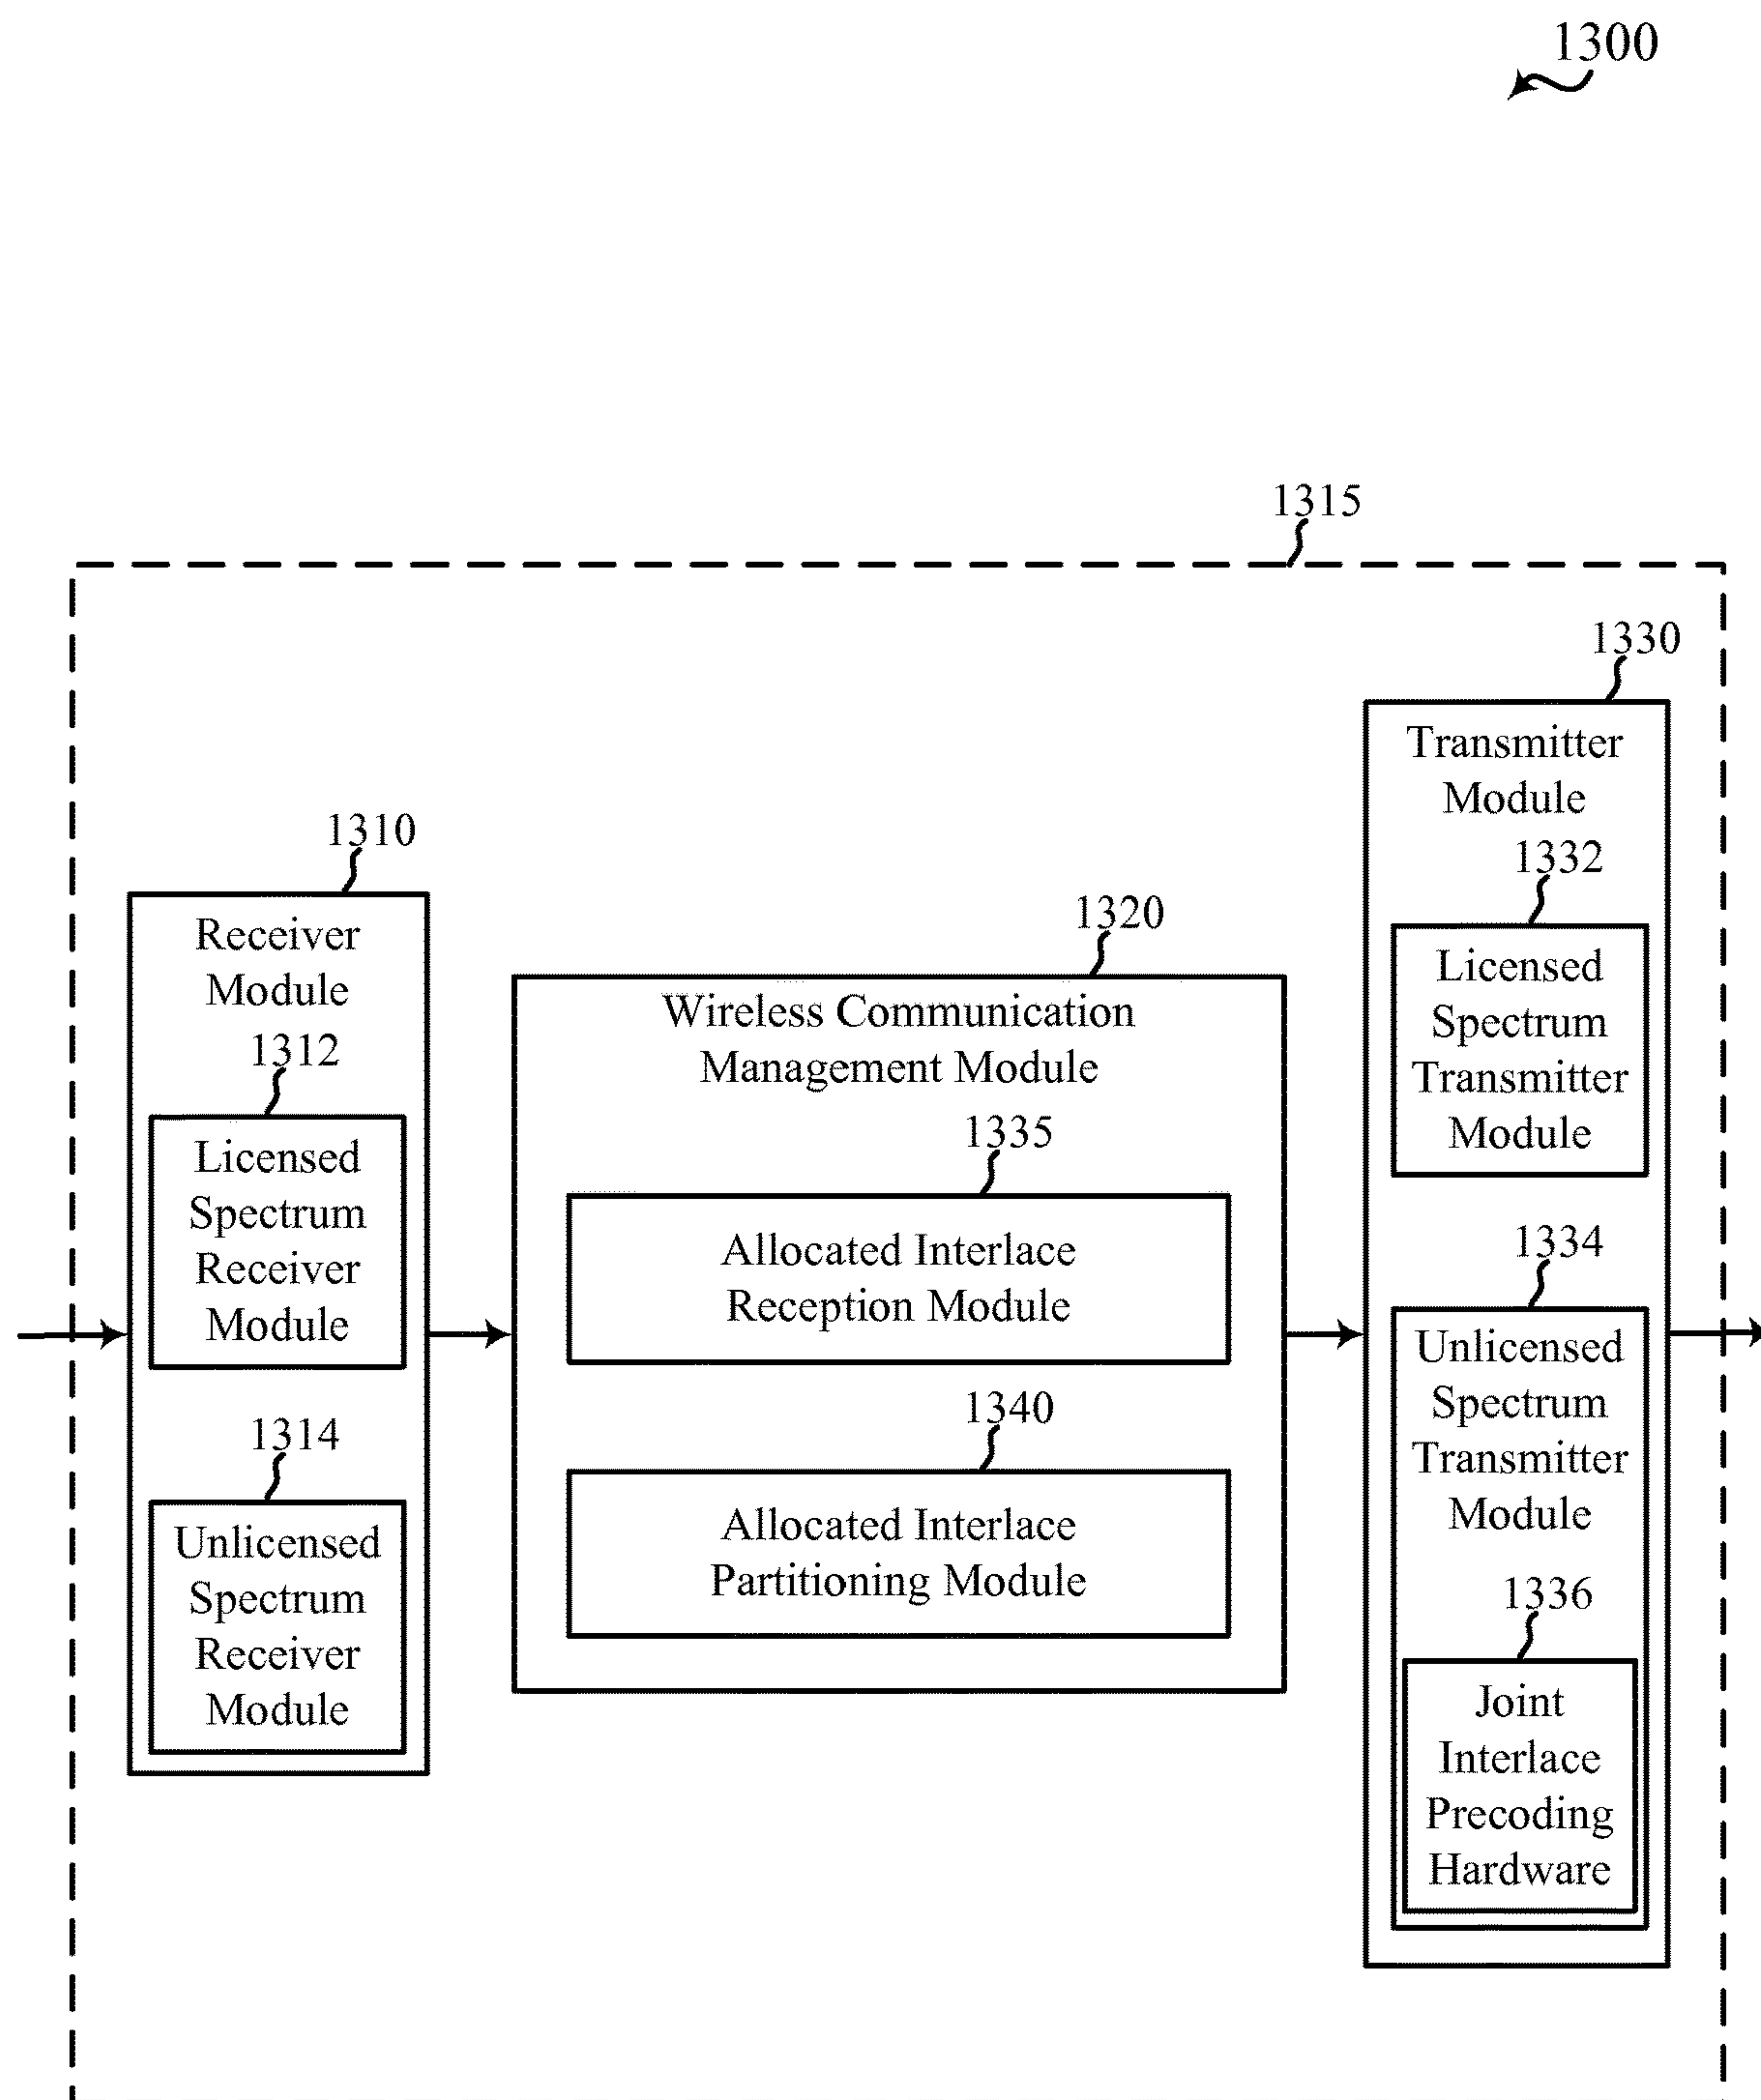 1300
1315
1310
Receiver
Module
1312
Licensed
Spectrum
Receiver
Module
1314
Unlicensed
Spectrum
Receiver
Module
1320
Wireless Communication
Management Module
1335
Allocated Interlace
Reception Module
1340
Allocated Interlace
Partitioning Module
1330
Transmitter
Module
1332
Licensed
Spectrum
Transmitter
Module
1334
Unlicensed
Spectrum
Transmitter
Module
1336
Joint
Interlace
Precoding
Hardware